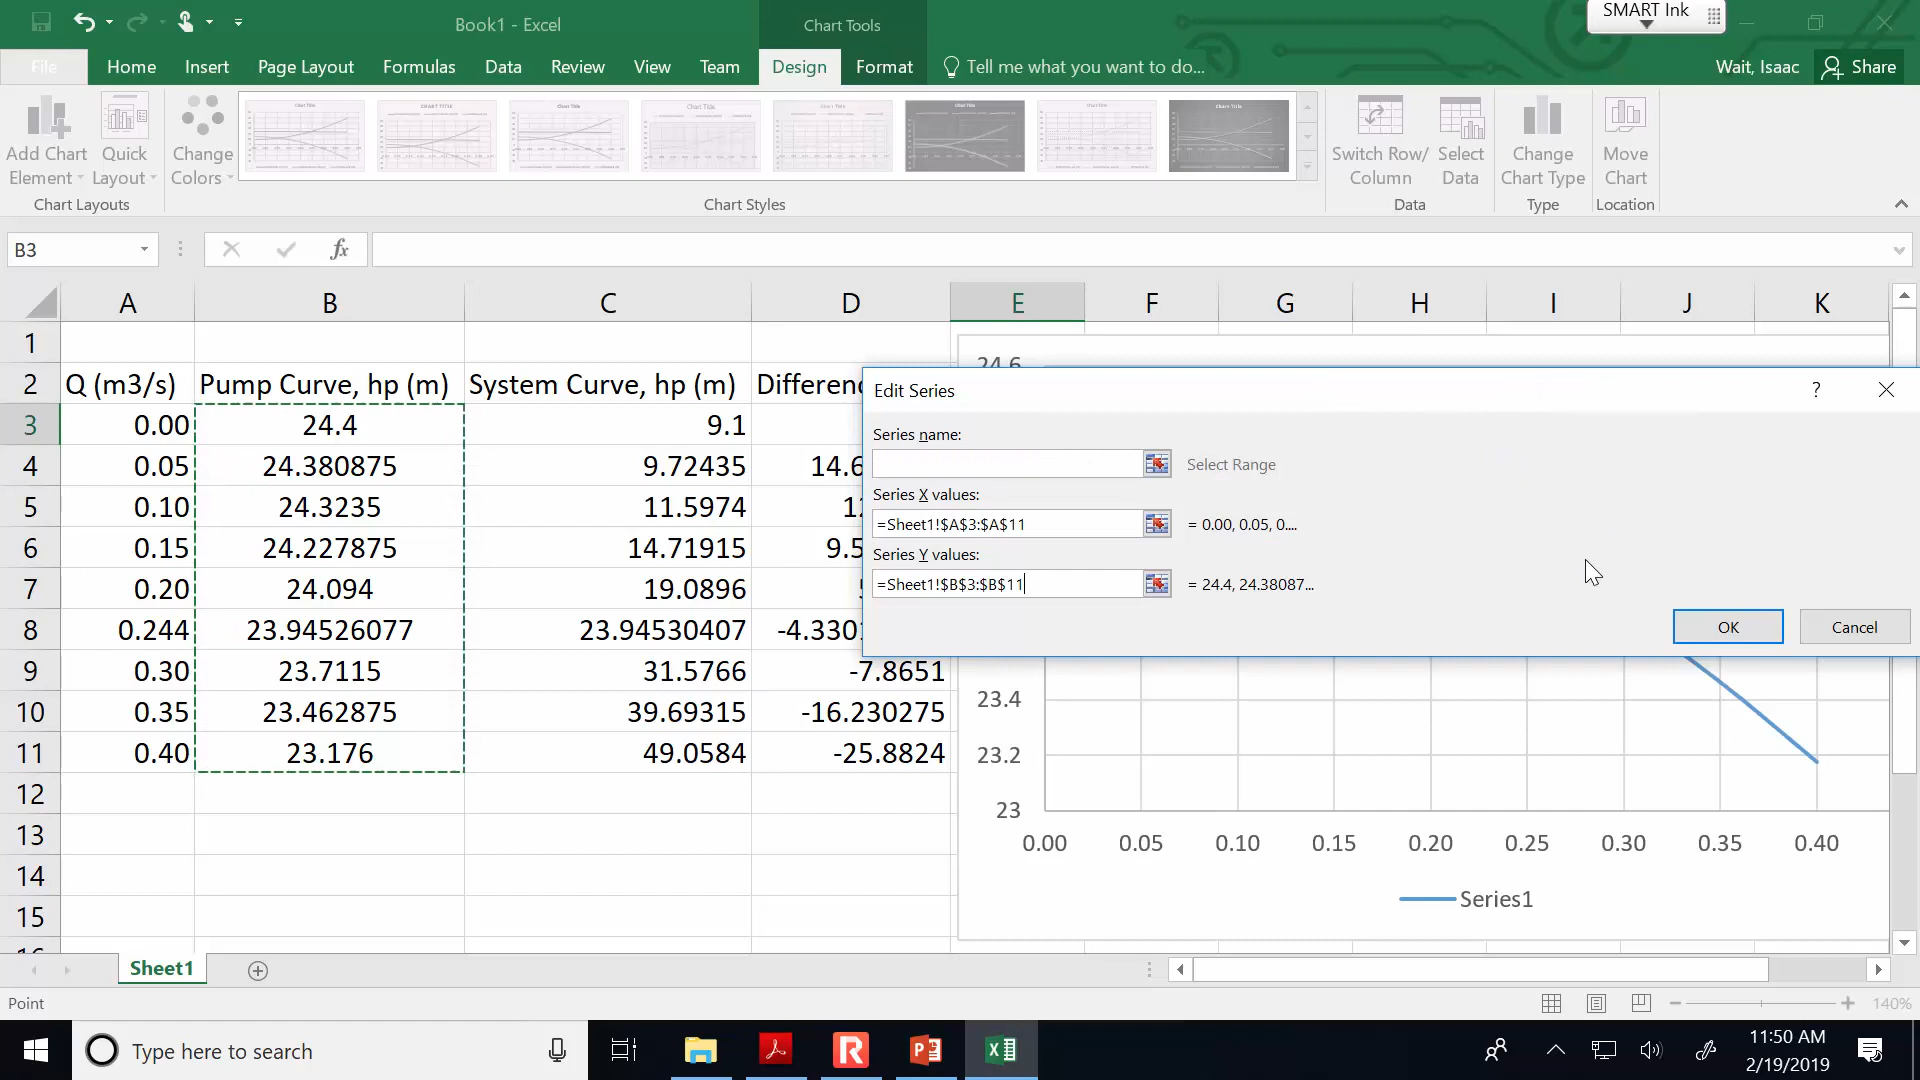 Book1 - Excel
Chart Tools
SMART Ink
File
Home
Insert
Page Layout
Formulas
Data
Review
View
Team
Design
Format
Tell me what you want to do...
Wait, Isaac
Share
Add Chart
Element
Quick
Layout
Change
Colors
Switch Row/
Column
Select
Data
Change
Chart Type
Move
Chart
Chart Layouts
Chart Styles
Data
Type
Location
B3
fx
A B C D E F G H I J K
1
2 Q (m3/s) Pump Curve, hp (m) System Curve, hp (m) Differenc
3 0.00 24.4 9.1
4 0.05 24.380875 9.72435 14.6
5 0.10 24.3235 11.5974 12
6 0.15 24.227875 14.71915 9.5
7 0.20 24.094 19.0896
8 0.244 23.94526077 23.94530407 -4.330
9 0.30 23.7115 31.5766 -7.8651
10 0.35 23.462875 39.69315 -16.230275
11 0.40 23.176 49.0584 -25.8824
12
13
14
15
24.6
Edit Series
?
Series name:
Select Range
Series X values:
=Sheet1!$A$3:$A$11
= 0.00, 0.05, 0....
Series Y values:
=Sheet1!$B$3:$B$11
= 24.4, 24.38087...
OK
Cancel
23.4
23.2
23
0.00 0.05 0.10 0.15 0.20 0.25 0.30 0.35 0.40
Series1
Sheet1
Point
140%
Type here to search
11:50 AM
2/19/2019